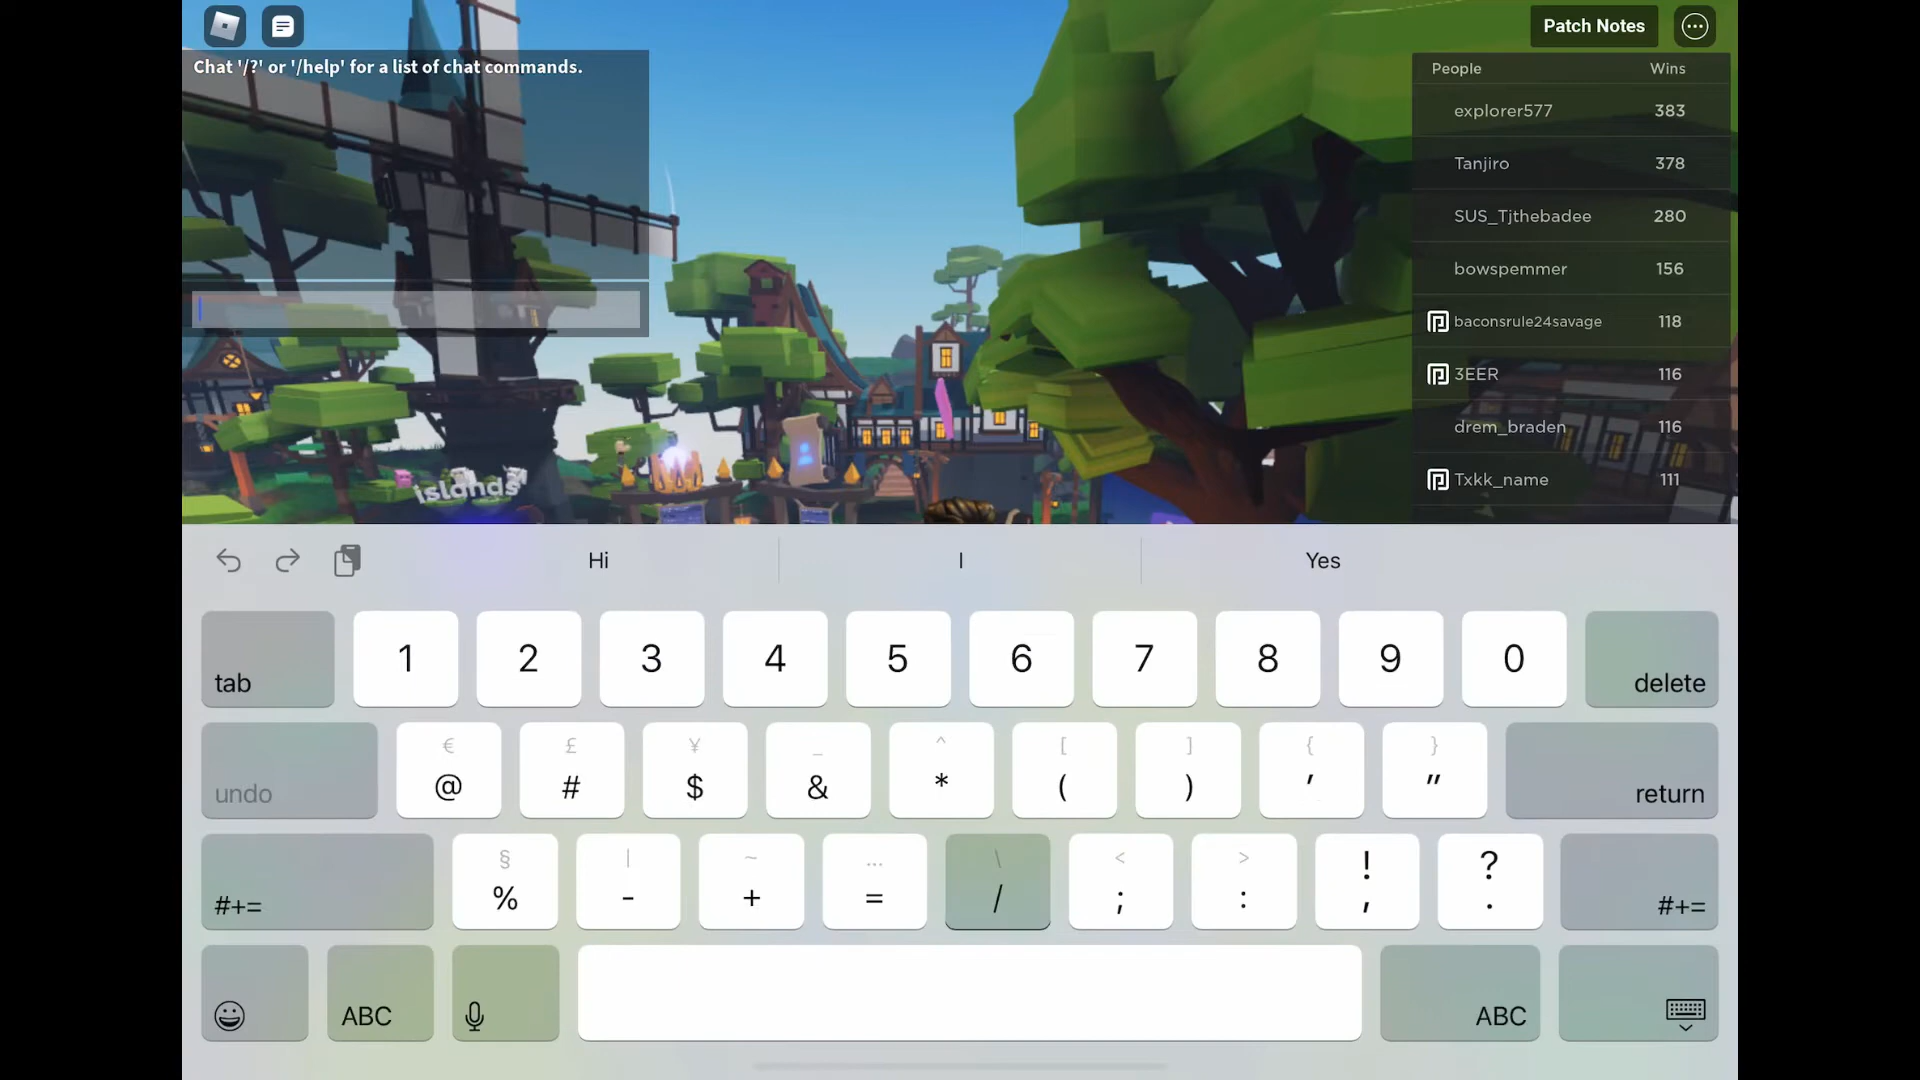 Patch Notes
Chat '/?' or '/help' for a list of chat commands.
People Wins
explorer577 383
Tanjiro 378
SUS_Tjthebadee 280
bowspemmer 156
baconsrule24savage 118
3EER 116
drem_braden 116
Txkk_name 111
islands
Hi I Yes
tab 1 2 3 4 5 6 7 8 9 0 delete
€ £ ¥ _ ^ [ ] { }
undo @ # $ & * ( ) ' " return
§ | ~ … \ < > ! ?
#+= % - + = / ; : , . #+=
ABC ABC